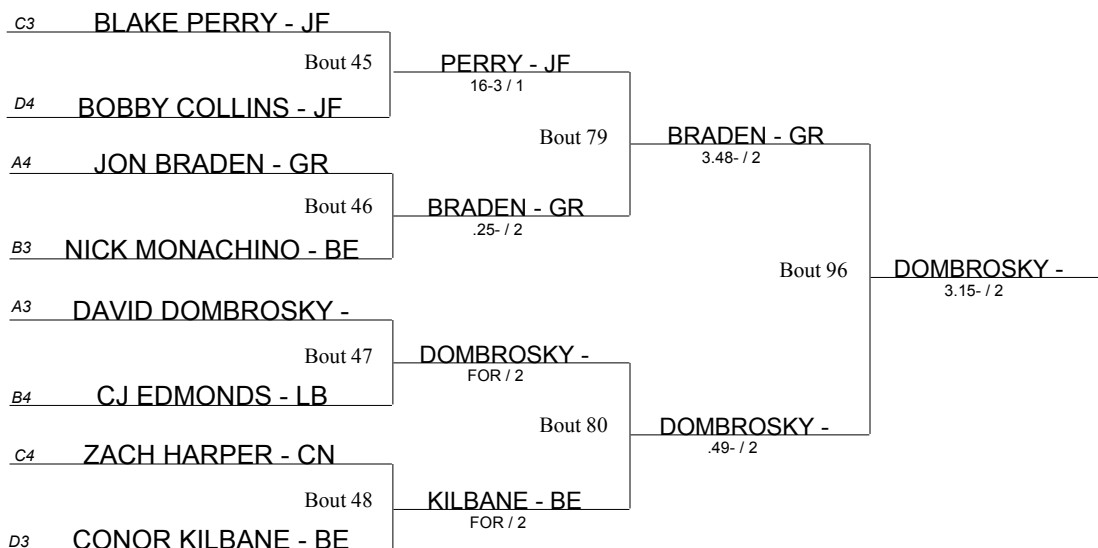 C3 BLAKE PERRY - JF
Bout 45
PERRY - JF
16-3 / 1
D4 BOBBY COLLINS - JF
Bout 79
BRADEN - GR
3.48- / 2
A4 JON BRADEN - GR
Bout 46
BRADEN - GR
.25- / 2
B3 NICK MONACHINO - BE
Bout 96
DOMBROSKY -
3.15- / 2
A3 DAVID DOMBROSKY -
Bout 47
DOMBROSKY -
FOR / 2
B4 CJ EDMONDS - LB
Bout 80
DOMBROSKY -
.49- / 2
C4 ZACH HARPER - CN
Bout 48
KILBANE - BE
FOR / 2
D3 CONOR KILBANE - BE